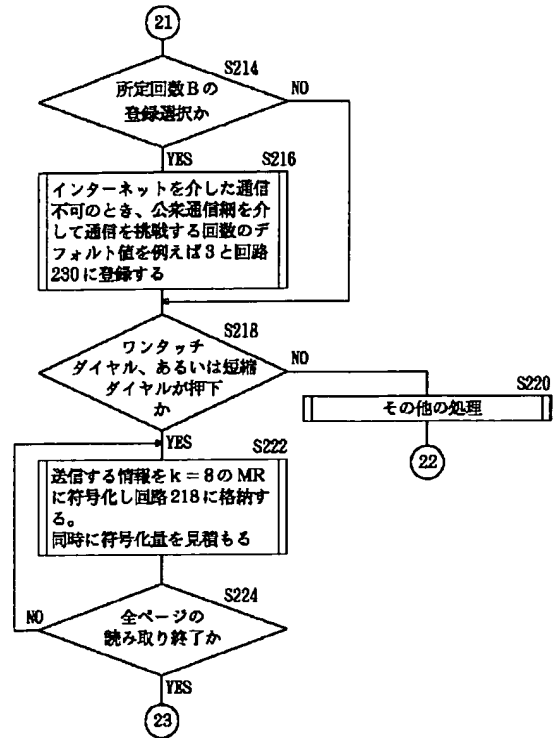 21
S214
所定回数Bの
登録選択か
NO
YES
S216
インターネットを介した通信
不可のとき、公衆通信網を介
して通信を挑戦する回数のデ
フォルト値を例えば3と回路
230に登録する
S218
ワンタッチ
ダイヤル、あるいは短縮
ダイヤルが押下
か
NO
S220
その他の処理
22
YES
S222
送信する情報をk=8のMR
に符号化し回路218に格納す
る。
同時に符号化量を見積もる
S224
全ページの
読み取り終了か
NO
YES
23